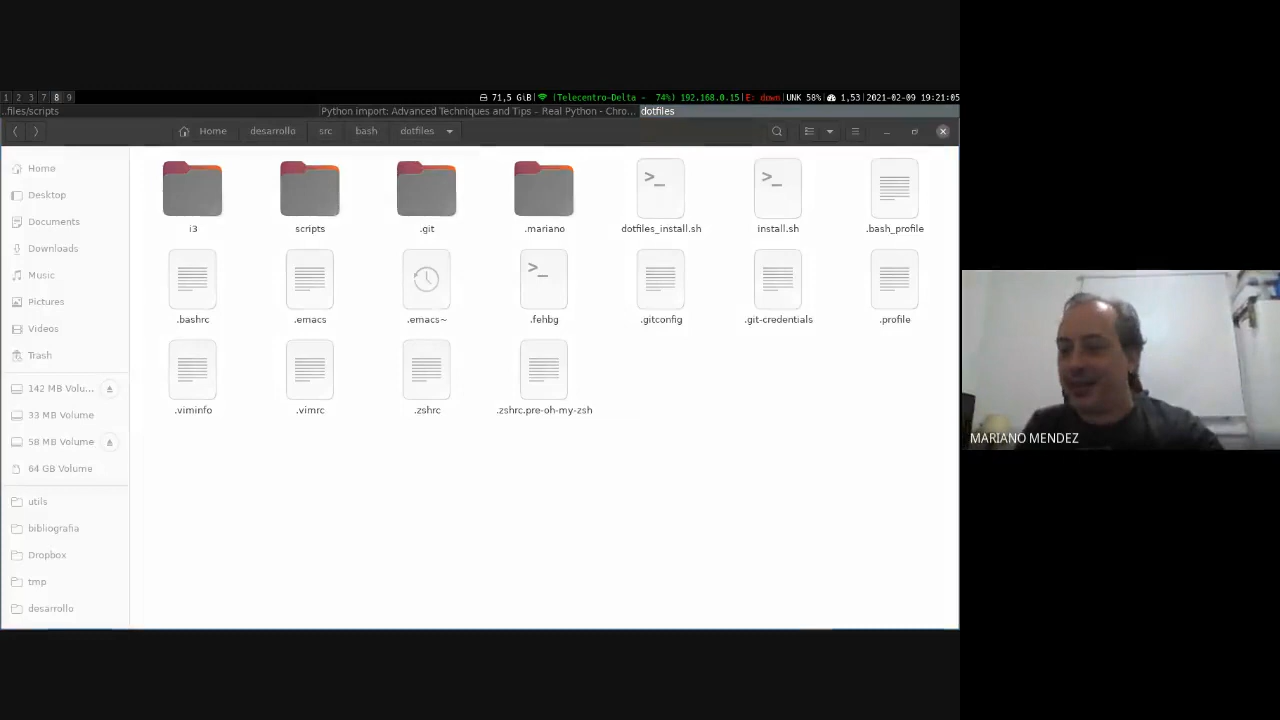 1 2 3 7 8 9 71,5 GiB (Telecentro-Delta - 74%) 192.168.0.15 E: down UNK 58% 1,53 2021-02-09 19:21:05
..files/scripts Python import: Advanced Techniques and Tips – Real Python - Chro... dotfiles
Home desarrollo src bash dotfiles
Home
Desktop
Documents
Downloads
Music
Pictures
Videos
Trash
142 MB Volu...
33 MB Volume
58 MB Volume
64 GB Volume
utils
bibliografia
Dropbox
tmp
desarrollo
i3 scripts .git .mariano dotfiles_install.sh install.sh .bash_profile
.bashrc .emacs .emacs~ .fehbg .gitconfig .git-credentials .profile
.viminfo .vimrc .zshrc .zshrc.pre-oh-my-zsh
MARIANO MENDEZ